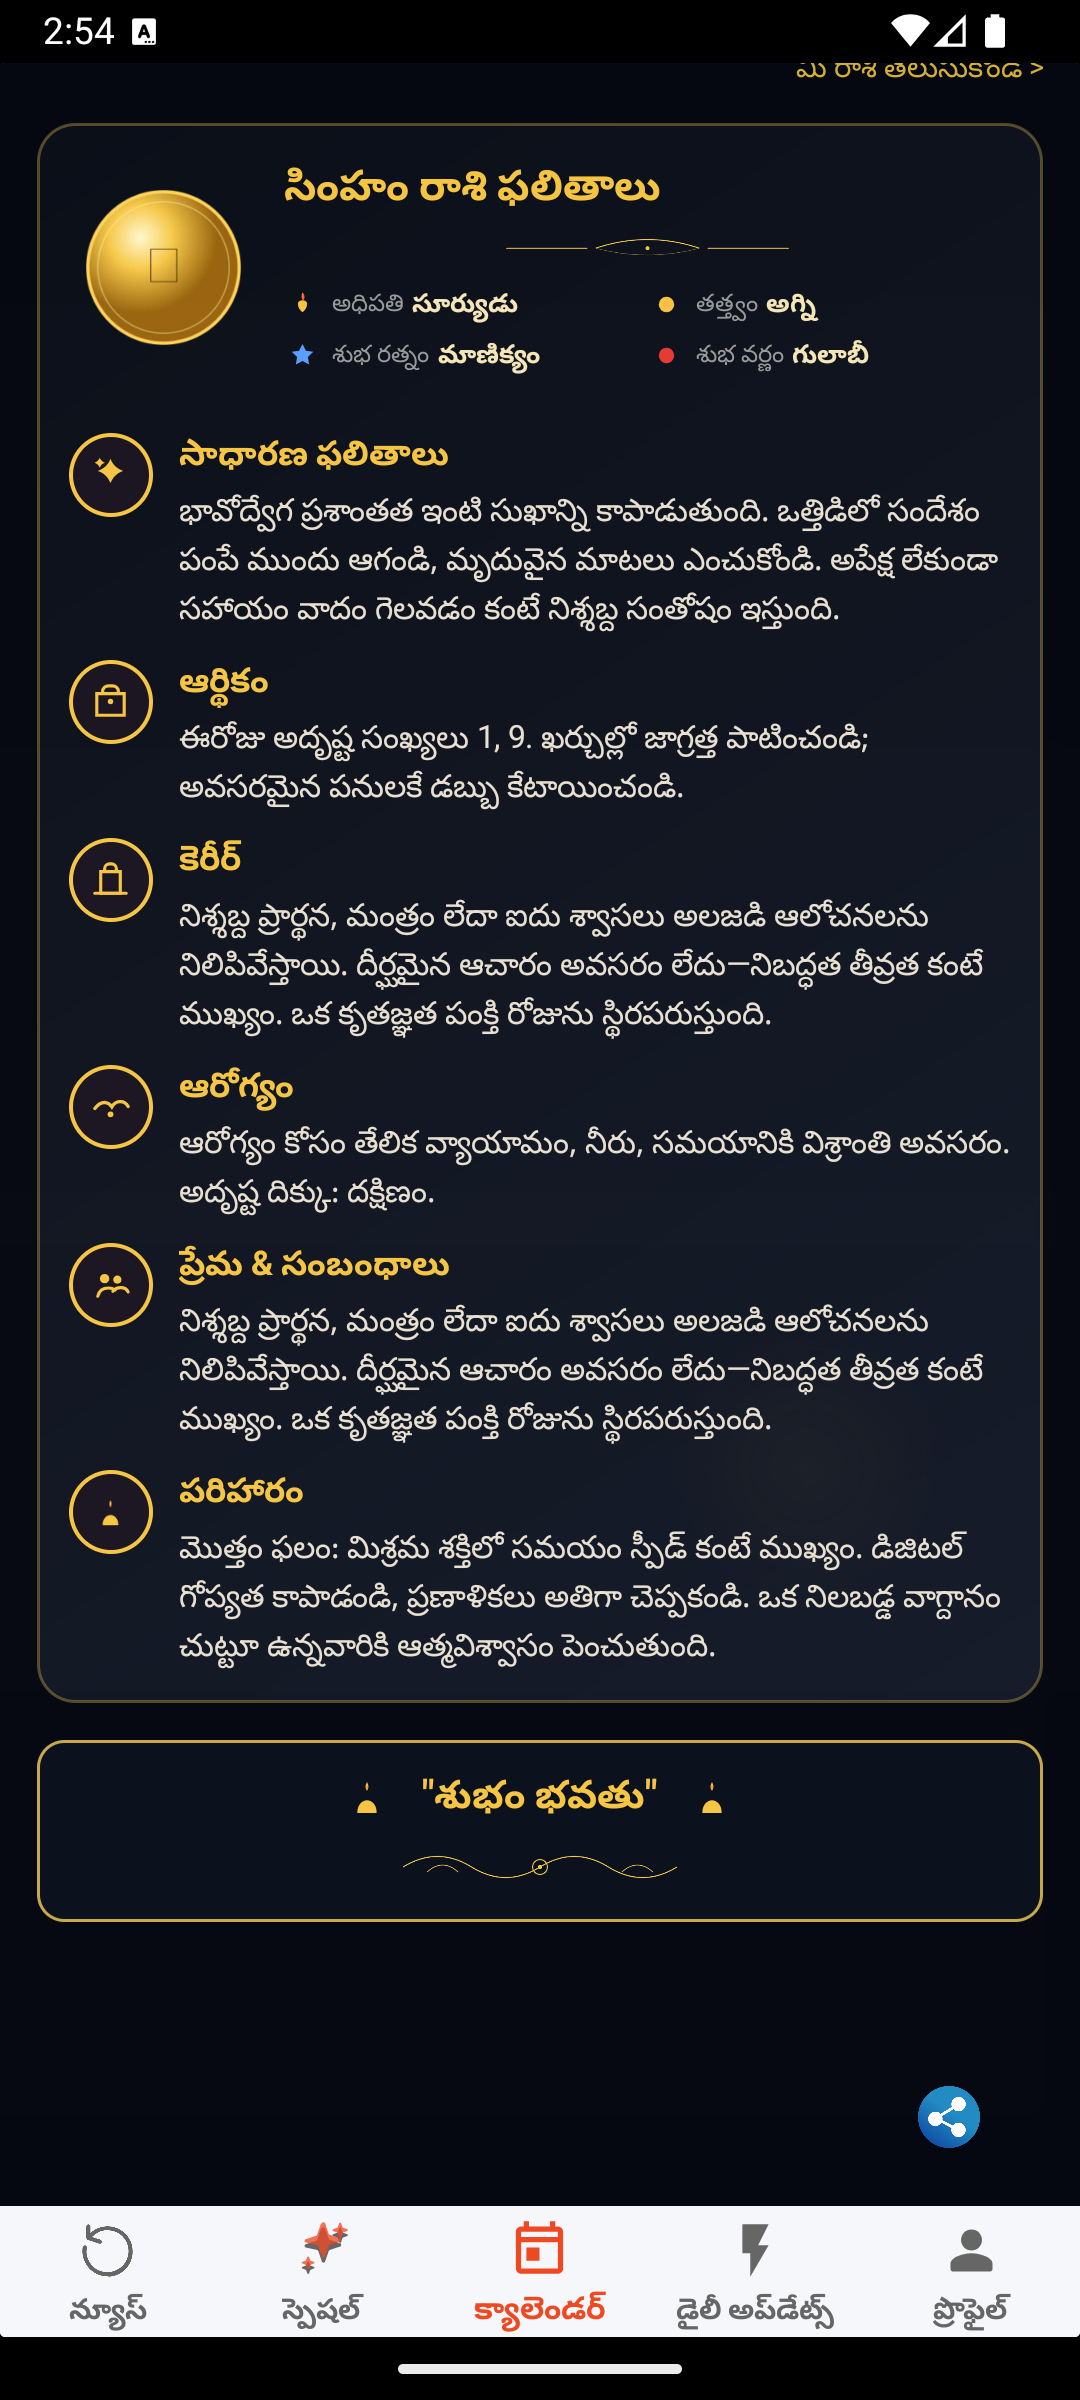 2:54
మీ రాశి తెలుసుకోండి >
సింహం రాశి ఫలితాలు
అధిపతి సూర్యుడు
తత్త్వం అగ్ని
శుభ రత్నం మాణిక్యం
శుభ వర్ణం గులాబీ
సాధారణ ఫలితాలు
భావోద్వేగ ప్రశాంతత ఇంటి సుఖాన్ని కాపాడుతుంది. ఒత్తిడిలో సందేశం
పంపే ముందు ఆగండి, మృదువైన మాటలు ఎంచుకోండి. అపేక్ష లేకుండా
సహాయం వాదం గెలవడం కంటే నిశ్శబ్ద సంతోషం ఇస్తుంది.
ఆర్థికం
ఈరోజు అదృష్ట సంఖ్యలు 1, 9. ఖర్చుల్లో జాగ్రత్త పాటించండి;
అవసరమైన పనులకే డబ్బు కేటాయించండి.
కెరీర్
నిశ్శబ్ద ప్రార్థన, మంత్రం లేదా ఐదు శ్వాసలు అలజడి ఆలోచనలను
నిలిపివేస్తాయి. దీర్ఘమైన ఆచారం అవసరం లేదు—నిబద్ధత తీవ్రత కంటే
ముఖ్యం. ఒక కృతజ్ఞత పంక్తి రోజును స్థిరపరుస్తుంది.
ఆరోగ్యం
ఆరోగ్యం కోసం తేలిక వ్యాయామం, నీరు, సమయానికి విశ్రాంతి అవసరం.
అదృష్ట దిక్కు: దక్షిణం.
ప్రేమ & సంబంధాలు
నిశ్శబ్ద ప్రార్థన, మంత్రం లేదా ఐదు శ్వాసలు అలజడి ఆలోచనలను
నిలిపివేస్తాయి. దీర్ఘమైన ఆచారం అవసరం లేదు—నిబద్ధత తీవ్రత కంటే
ముఖ్యం. ఒక కృతజ్ఞత పంక్తి రోజును స్థిరపరుస్తుంది.
పరిహారం
మొత్తం ఫలం: మిశ్రమ శక్తిలో సమయం స్పీడ్ కంటే ముఖ్యం. డిజిటల్
గోప్యత కాపాడండి, ప్రణాళికలు అతిగా చెప్పకండి. ఒక నిలబడ్డ వాగ్దానం
చుట్టూ ఉన్నవారికి ఆత్మవిశ్వాసం పెంచుతుంది.
"శుభం భవతు"
న్యూస్
స్పెషల్
క్యాలెండర్
డైలీ అప్‌డేట్స్
ప్రొఫైల్